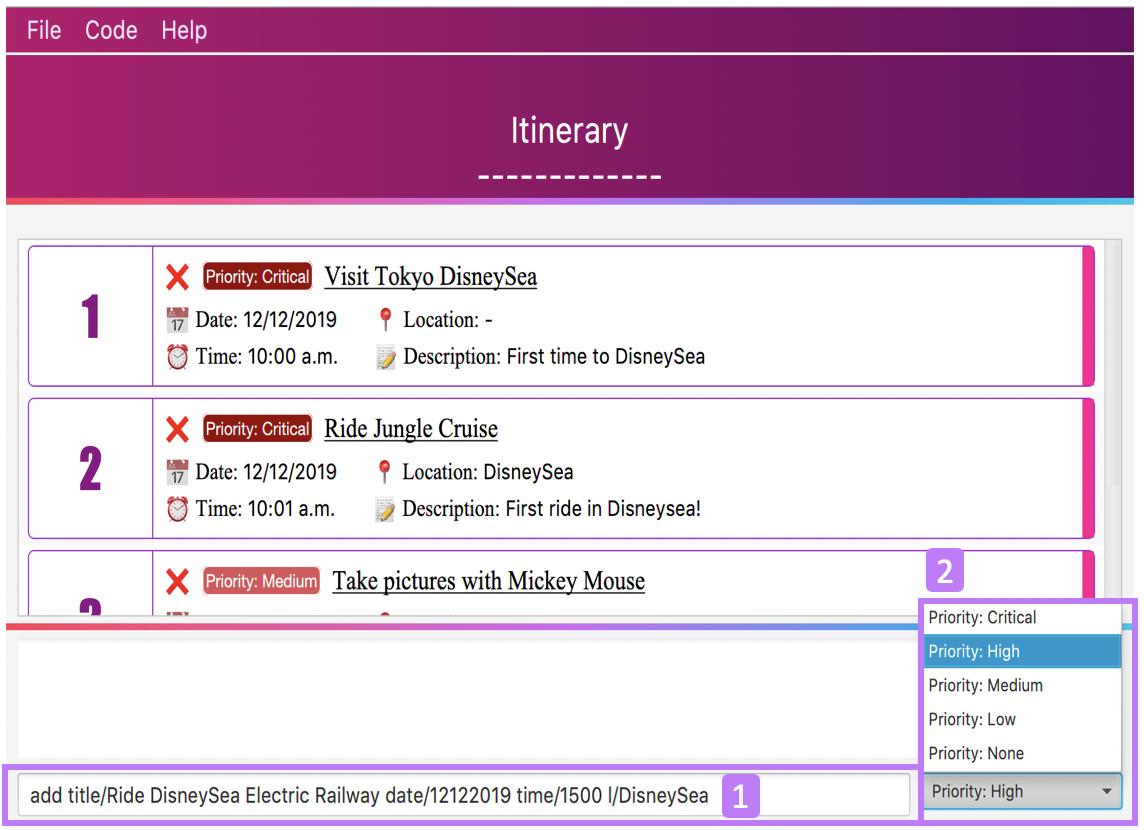 File Code Help
Itinerary
-------------
1
Priority: Critical Visit Tokyo DisneySea
17 Date: 12/12/2019 Location: -
Time: 10:00 a.m. Description: First time to DisneySea
2
Priority: Critical Ride Jungle Cruise
17 Date: 12/12/2019 Location: DisneySea
Time: 10:01 a.m. Description: First ride in Disneysea!
Priority: Medium Take pictures with Mickey Mouse
2
Priority: Critical
Priority: High
Priority: Medium
Priority: Low
Priority: None
add title/Ride DisneySea Electric Railway date/12122019 time/1500 l/DisneySea 1
Priority: High